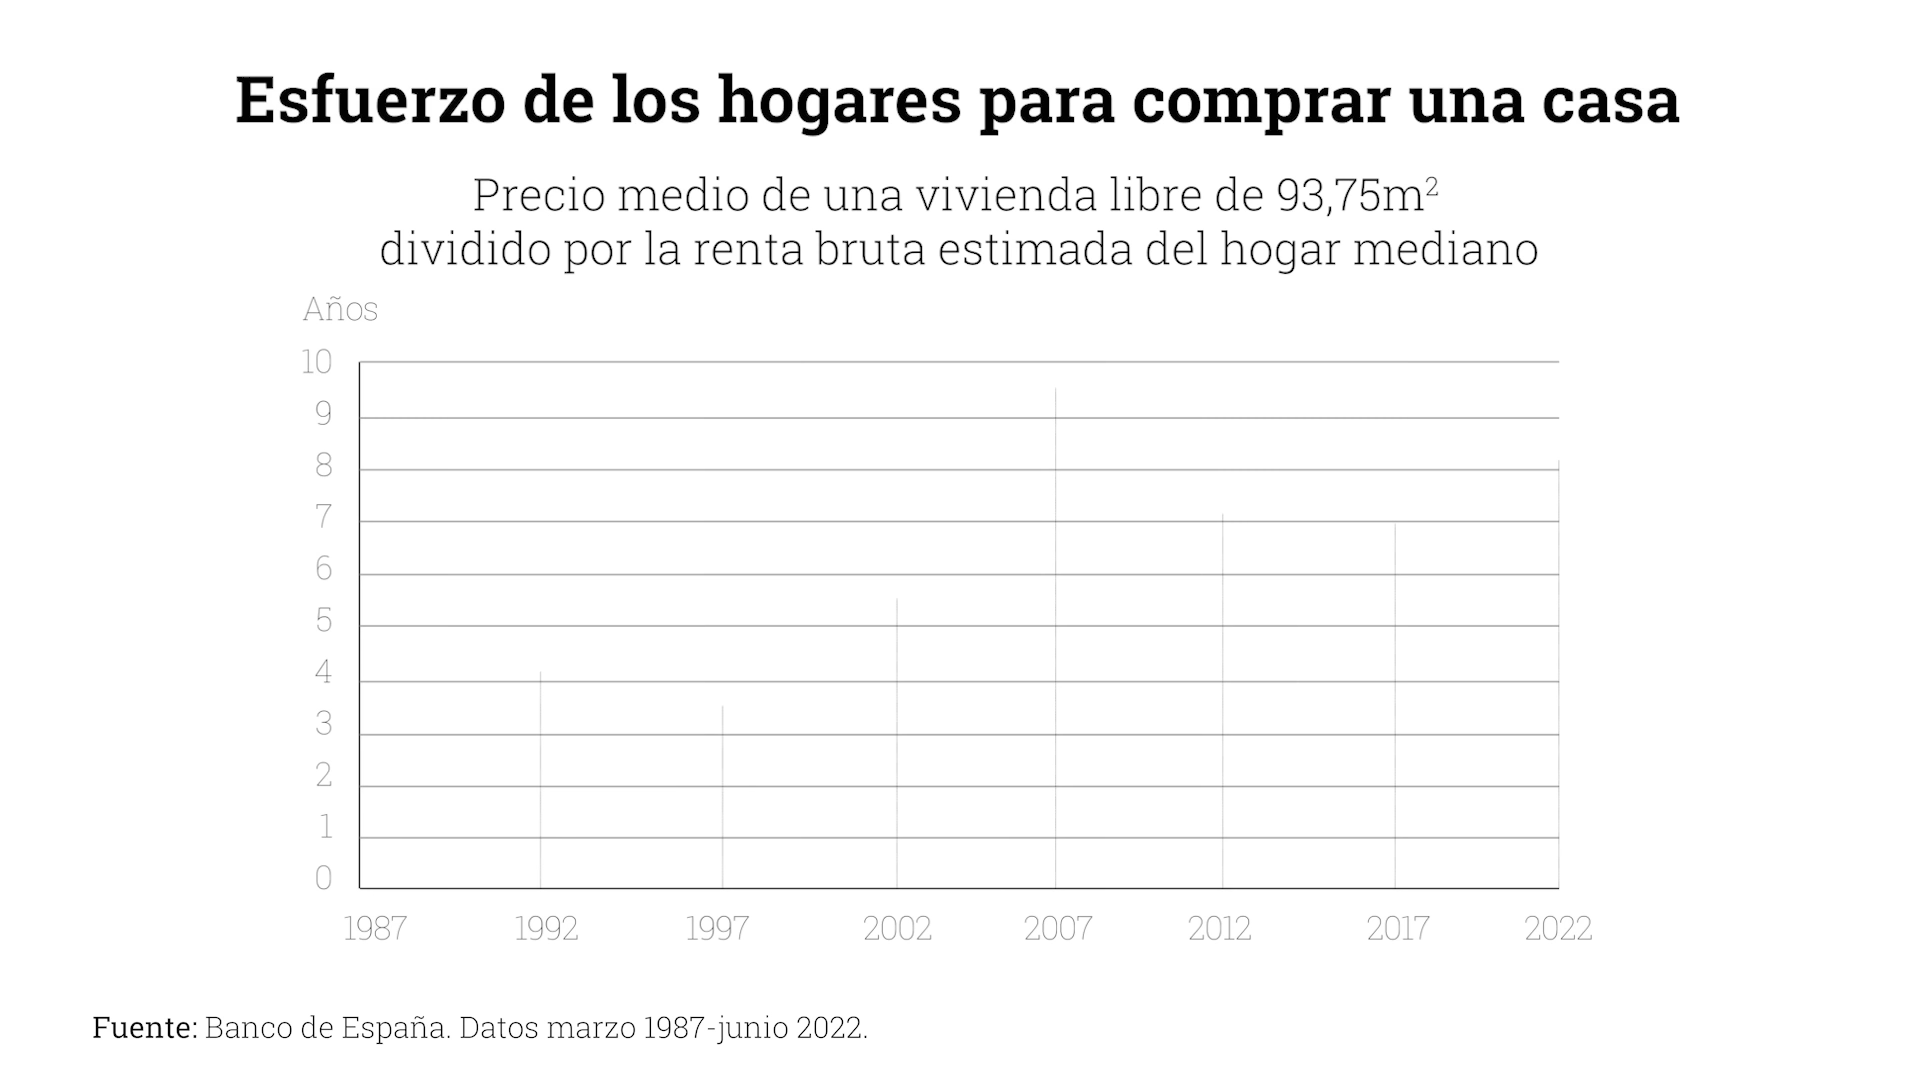 Esfuerzo de los hogares para comprar una casa
Precio medio de una vivienda libre de 93,75m²
dividido por la renta bruta estimada del hogar mediano
Años
10
9
8
7
6
5
4
3
2
1
0
1987 1992 1997 2002 2007 2012 2017 2022
Fuente: Banco de España. Datos marzo 1987-junio 2022.